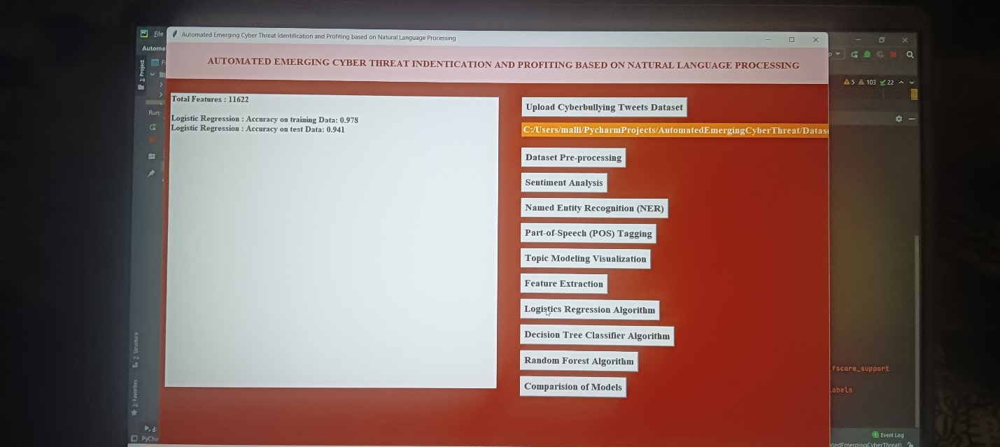 File
Automated Emerging Cyber Threat Identification and Profiting based on Natural Language Processing
Automa
AUTOMATED EMERGING CYBER THREAT INDENTICATION AND PROFITING BASED ON NATURAL LANGUAGE PROCESSING
1: Project
5 103 22
Run:
Total Features : 11622
Logistic Regression : Accuracy on training Data: 0.978
Logistic Regression : Accuracy on test Data: 0.941
Upload Cyberbullying Tweets Dataset
C:/Users/malli/PycharmProjects/AutomatedEmergingCyberThreat/Datas
Dataset Pre-processing
Sentiment Analysis
Named Entity Recognition (NER)
Part-of-Speech (POS) Tagging
Topic Modeling Visualization
Feature Extraction
Logistics Regression Algorithm
Decision Tree Classifier Algorithm
Random Forest Algorithm
Comparision of Models
2: Structure
2: Favorites
fscore_support
abels
4:
1 Event Log
PyCha
tedEmergingCyberThreat)